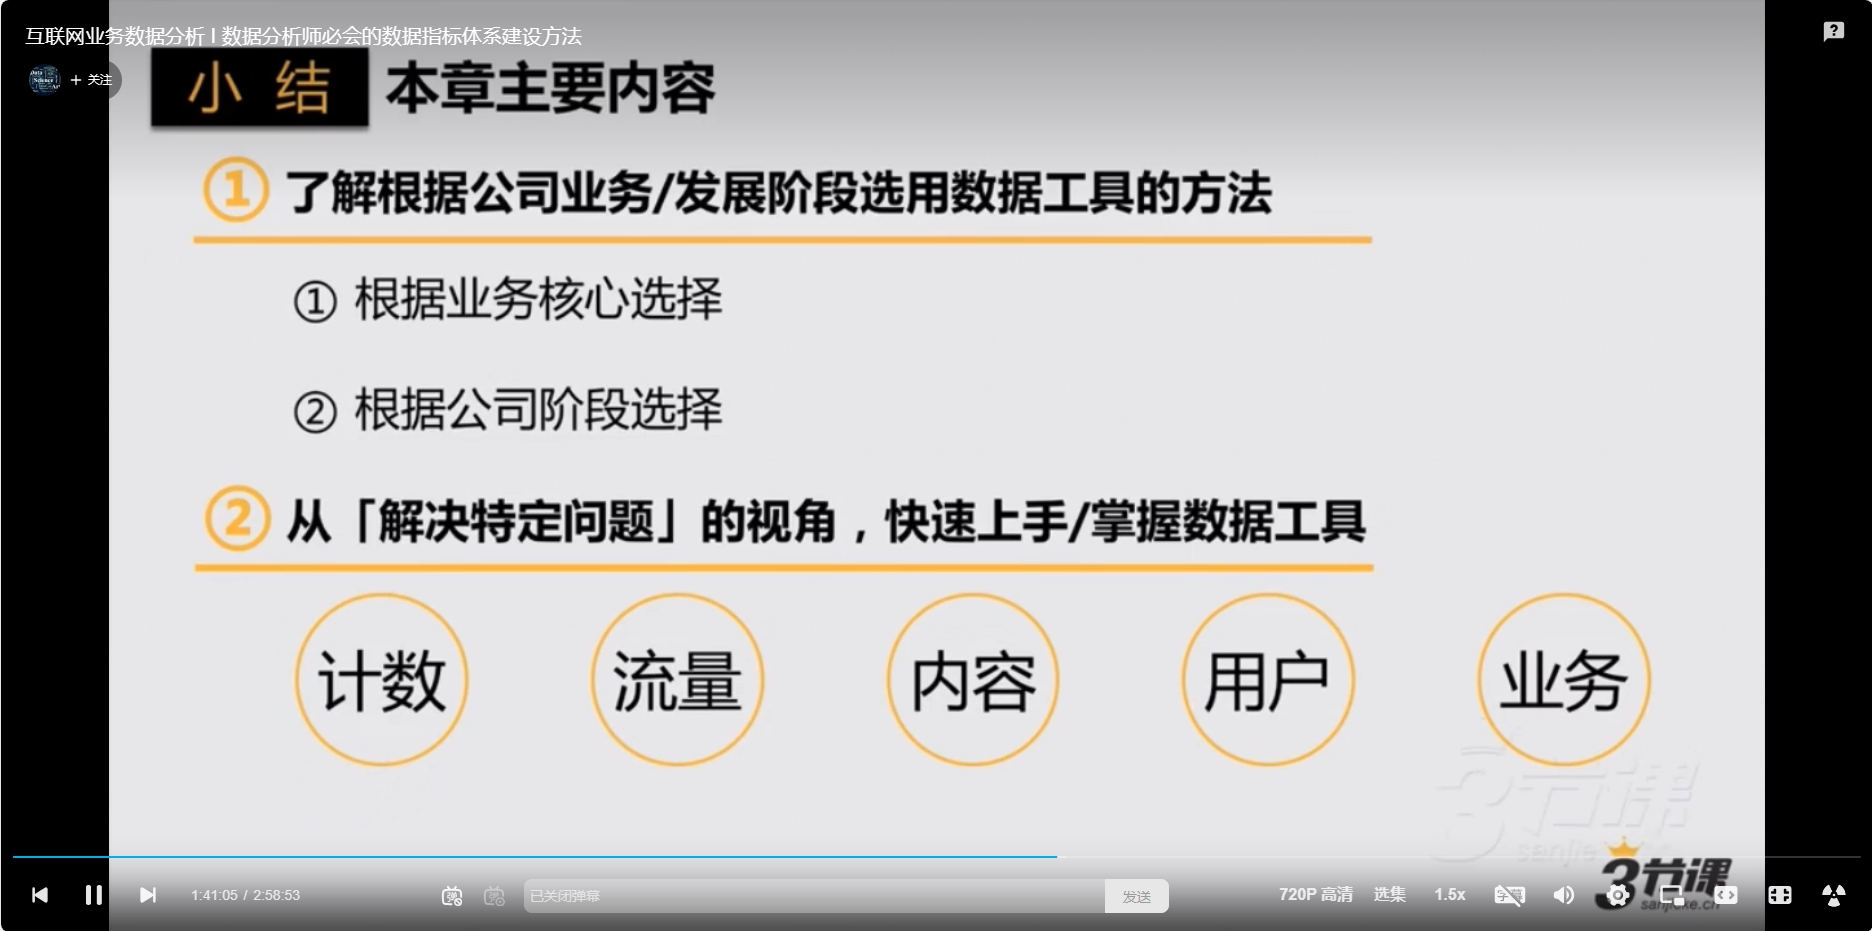 互联网业务数据分析 | 数据分析师必会的数据指标体系建设方法
+ 关注
小 结 本章主要内容
① 了解根据公司业务/发展阶段选用数据工具的方法
① 根据业务核心选择
② 根据公司阶段选择
② 从「解决特定问题」的视角，快速上手/掌握数据工具
计数 流量 内容 用户 业务
3节课
sanjieke.cn
1:41:05 / 2:58:53 已关闭弹幕 发送 720P 高清 选集 1.5x